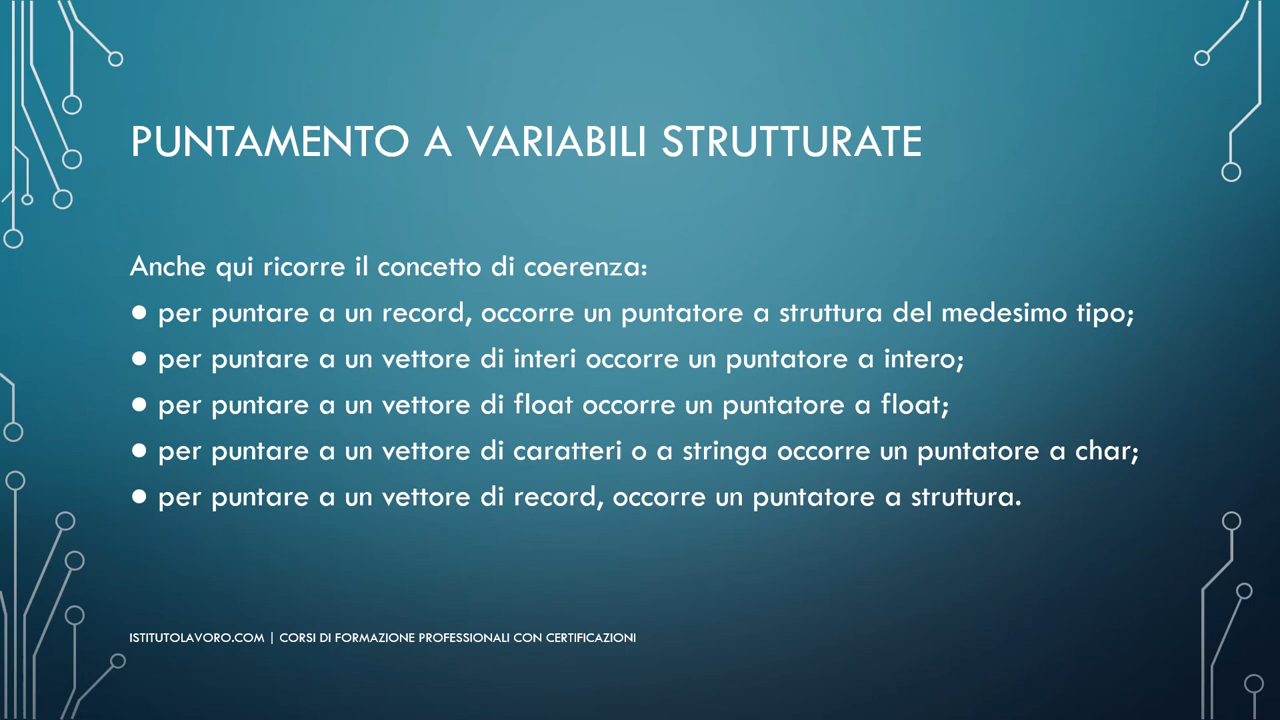 PUNTAMENTO A VARIABILI STRUTTURATE
Anche qui ricorre il concetto di coerenza:
● per puntare a un record, occorre un puntatore a struttura del medesimo tipo;
● per puntare a un vettore di interi occorre un puntatore a intero;
● per puntare a un vettore di float occorre un puntatore a float;
● per puntare a un vettore di caratteri o a stringa occorre un puntatore a char;
● per puntare a un vettore di record, occorre un puntatore a struttura.
ISTITUTOLAVORO.COM | CORSI DI FORMAZIONE PROFESSIONALI CON CERTIFICAZIONI